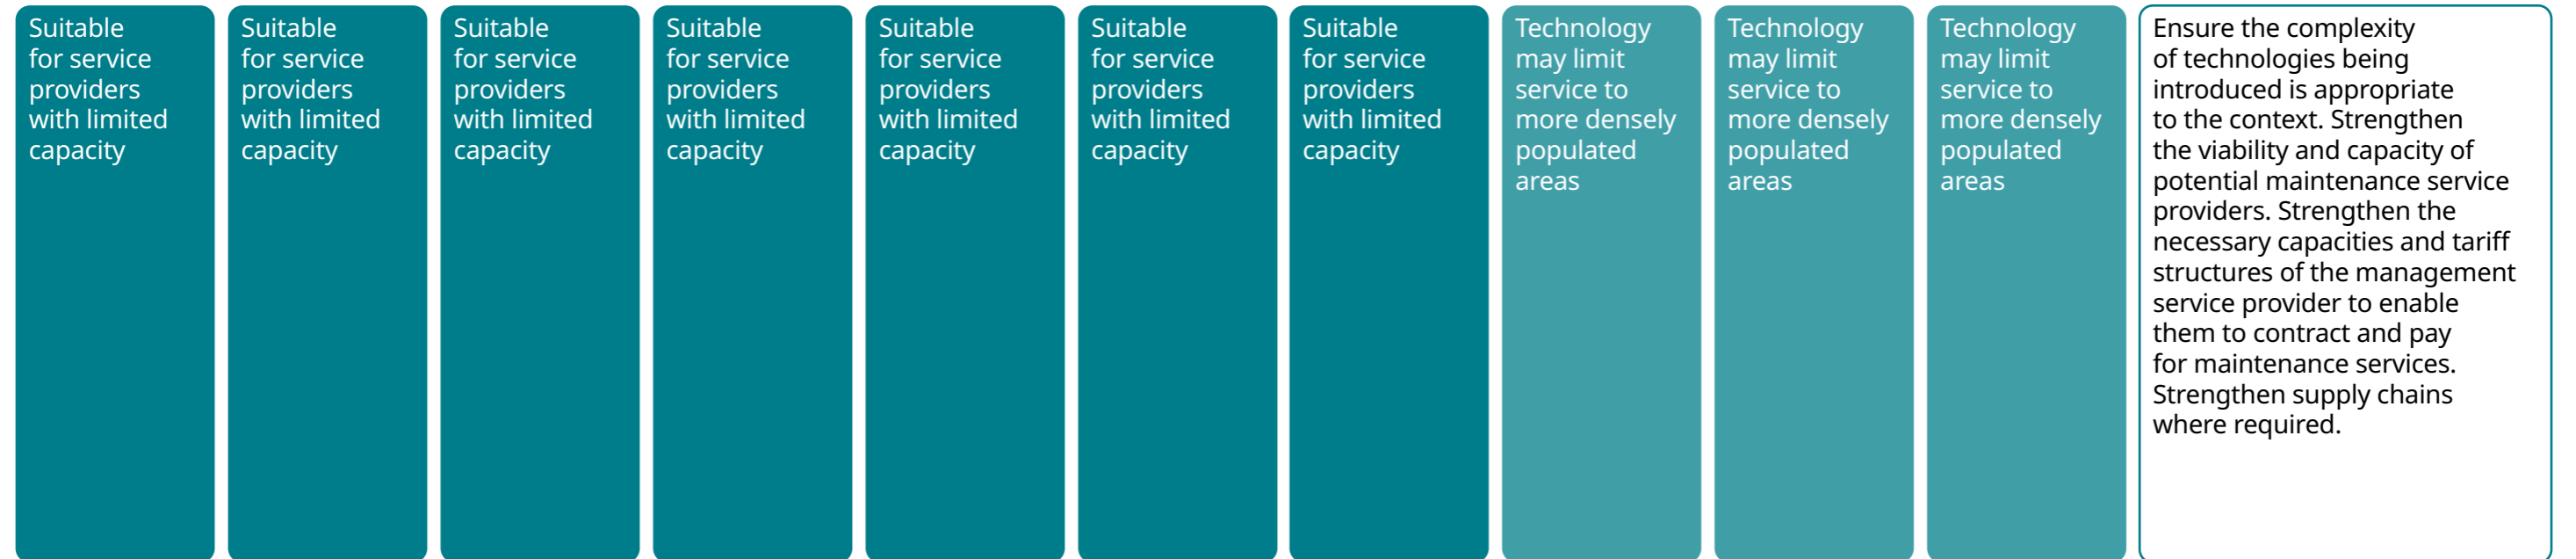 Suitable
for service
providers
with limited
capacity
Suitable
for service
providers
with limited
capacity
Suitable
for service
providers
with limited
capacity
Suitable
for service
providers
with limited
capacity
Suitable
for service
providers
with limited
capacity
Suitable
for service
providers
with limited
capacity
Suitable
for service
providers
with limited
capacity
Technology
may limit
service to
more densely
populated
areas
Technology
may limit
service to
more densely
populated
areas
Technology
may limit
service to
more densely
populated
areas
Ensure the complexity
of technologies being
introduced is appropriate
to the context. Strengthen
the viability and capacity of
potential maintenance service
providers. Strengthen the
necessary capacities and tariff
structures of the management
service provider to enable
them to contract and pay
for maintenance services.
Strengthen supply chains
where required.